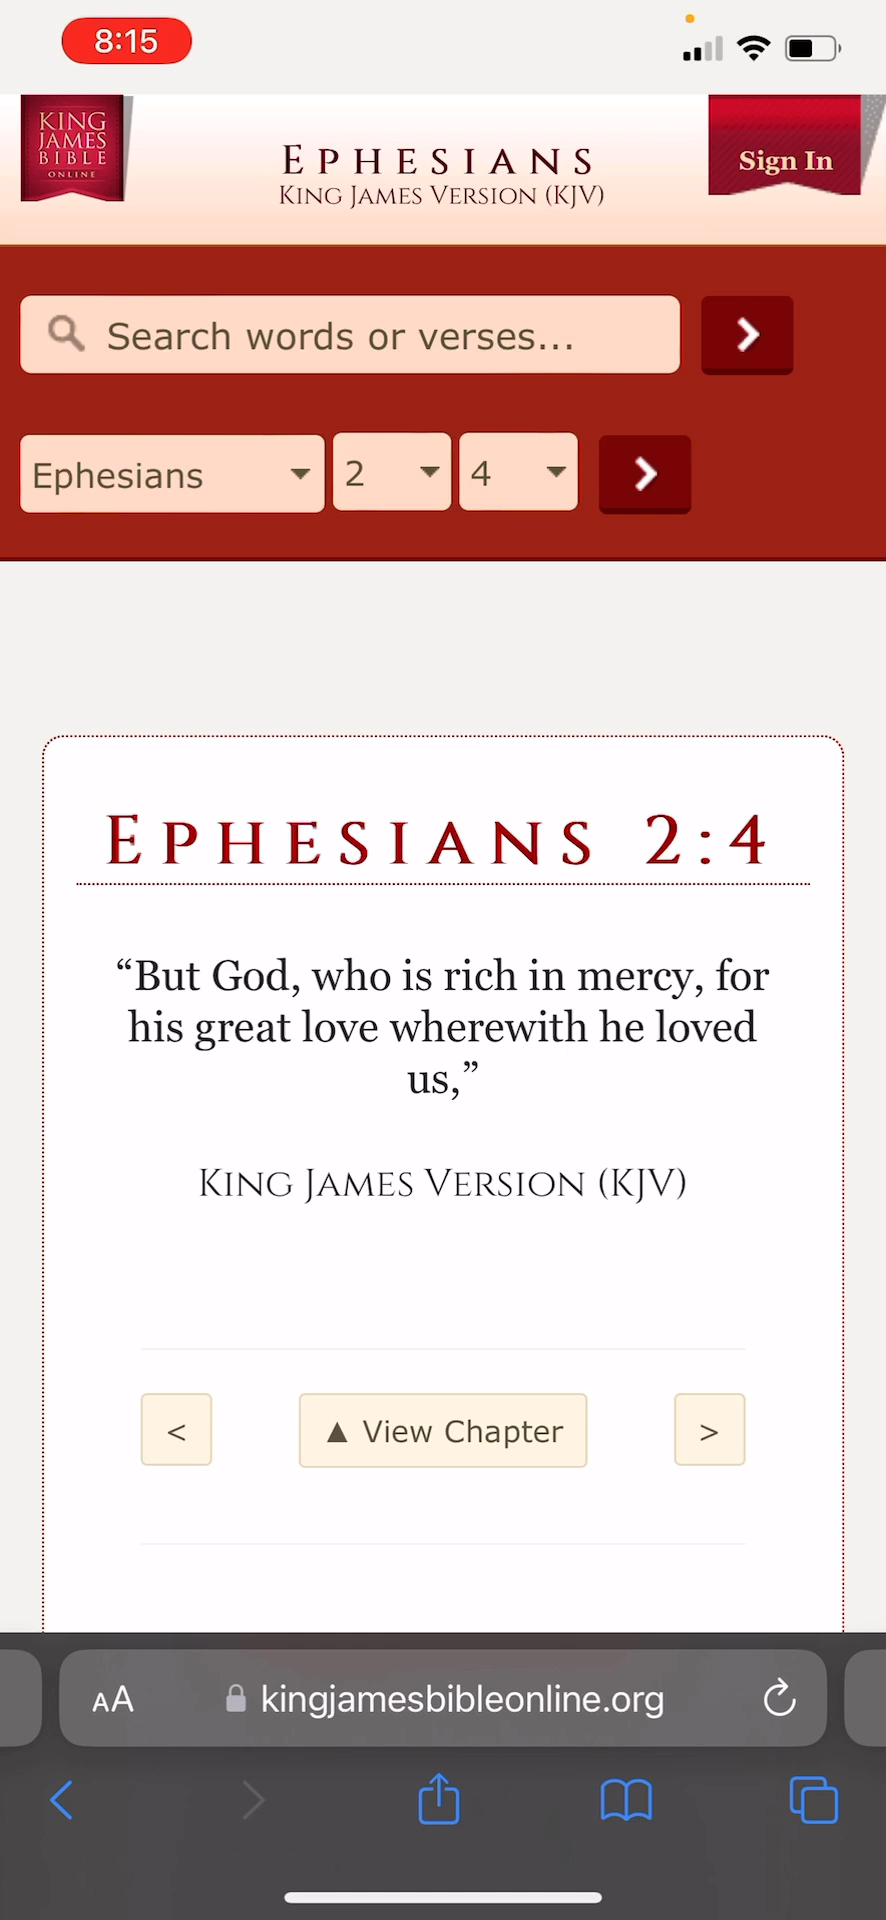 8:15
KING
JAMES
BIBLE
ONLINE
EPHESIANS
KING JAMES VERSION (KJV)
Sign In
Search words or verses...
Ephesians 2 4
EPHESIANS 2:4
“But God, who is rich in mercy, for
his great love wherewith he loved
us,”
KING JAMES VERSION (KJV)
< ▲ View Chapter >
AA kingjamesbibleonline.org